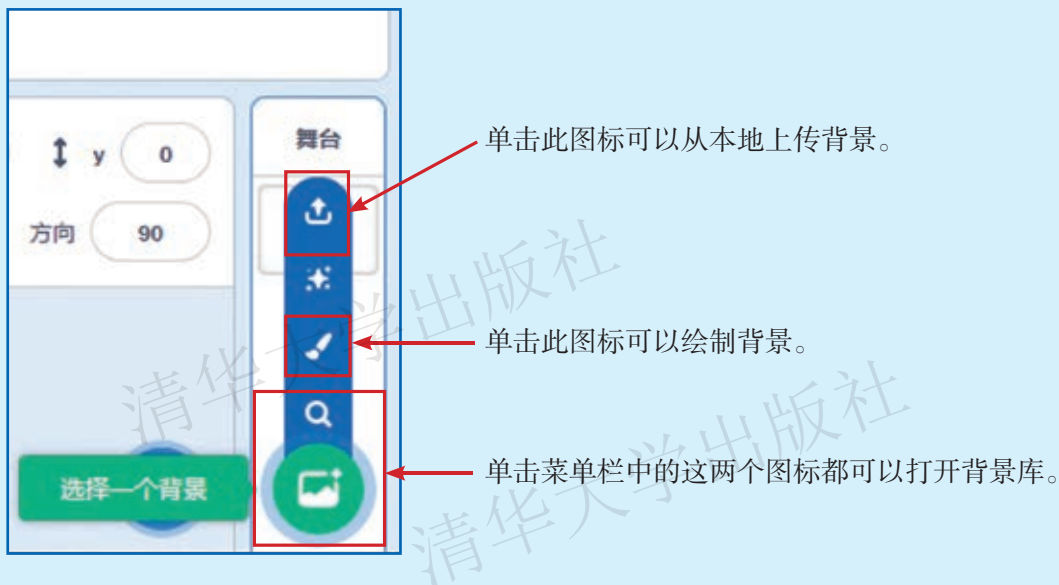 舞台
单击此图标可以从本地上传背景。
y 0
方向 90
单击此图标可以绘制背景。
单击菜单栏中的这两个图标都可以打开背景库。
选择一个背景
清华大学出版社
清华大学出版社